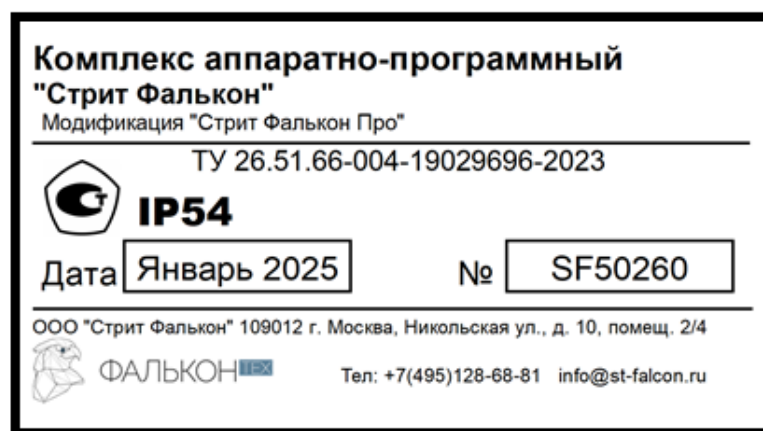 Комплекс аппаратно-программный
"Стрит Фалькон"
Модификация "Стрит Фалькон Про"
ТУ 26.51.66-004-19029696-2023
IP54
Дата Январь 2025 № SF50260
ООО "Стрит Фалькон" 109012 г. Москва, Никольская ул., д. 10, помещ. 2/4
ФАЛЬКОН ТЕХ Тел: +7(495)128-68-81 info@st-falcon.ru